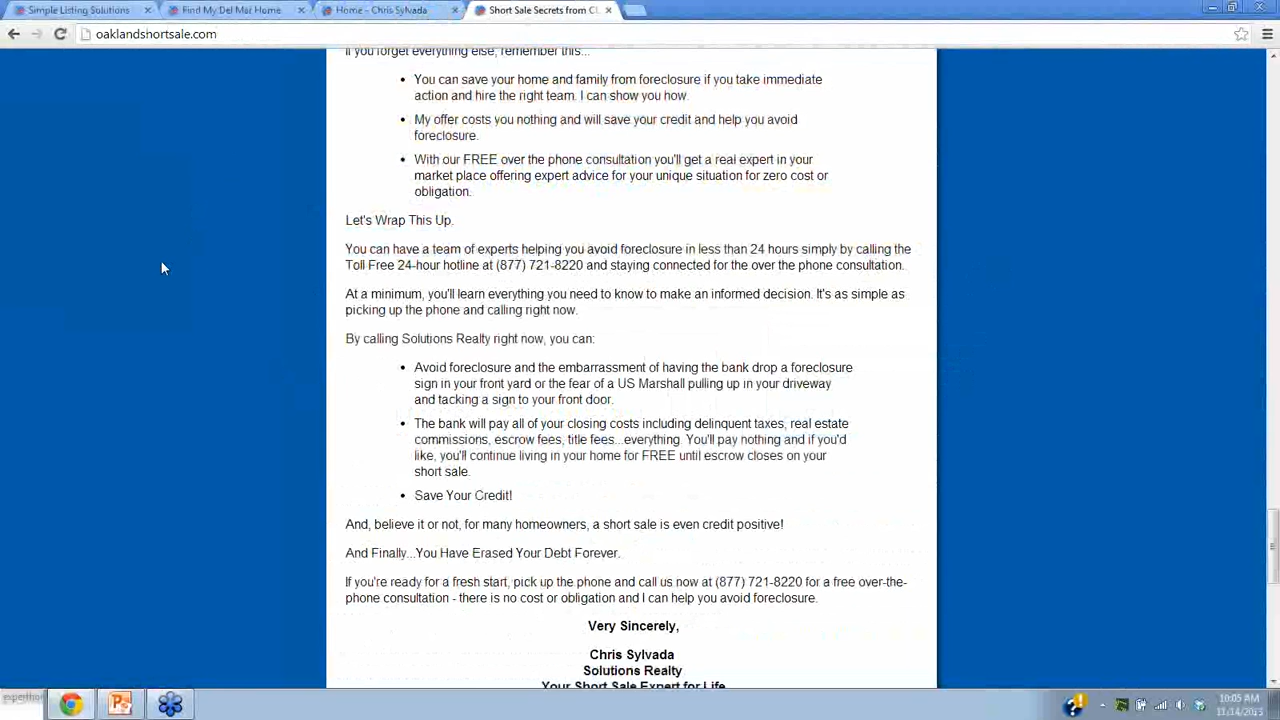 Simple Listing Solutions
Find My Del Mar Home
Home - Chris Sylvada
Short Sale Secrets from
oaklandshortsale.com
If you forget everything else, remember this...
• You can save your home and family from foreclosure if you take immediate
action and hire the right team. I can show you how.
• My offer costs you nothing and will save your credit and help you avoid
foreclosure.
• With our FREE over the phone consultation you'll get a real expert in your
market place offering expert advice for your unique situation for zero cost or
obligation.
Let's Wrap This Up.
You can have a team of experts helping you avoid foreclosure in less than 24 hours simply by calling the
Toll Free 24-hour hotline at (877) 721-8220 and staying connected for the over the phone consultation.
At a minimum, you'll learn everything you need to know to make an informed decision. It's as simple as
picking up the phone and calling right now.
By calling Solutions Realty right now, you can:
• Avoid foreclosure and the embarrassment of having the bank drop a foreclosure
sign in your front yard or the fear of a US Marshall pulling up in your driveway
and tacking a sign to your front door.
• The bank will pay all of your closing costs including delinquent taxes, real estate
commissions, escrow fees, title fees...everything. You'll pay nothing and if you'd
like, you'll continue living in your home for FREE until escrow closes on your
short sale.
• Save Your Credit!
And, believe it or not, for many homeowners, a short sale is even credit positive!
And Finally...You Have Erased Your Debt Forever.
If you're ready for a fresh start, pick up the phone and call us now at (877) 721-8220 for a free over-the-
phone consultation - there is no cost or obligation and I can help you avoid foreclosure.
Very Sincerely,
Chris Sylvada
Solutions Realty
Your Short Sale Expert for Life
10:05 AM
11/14/2013